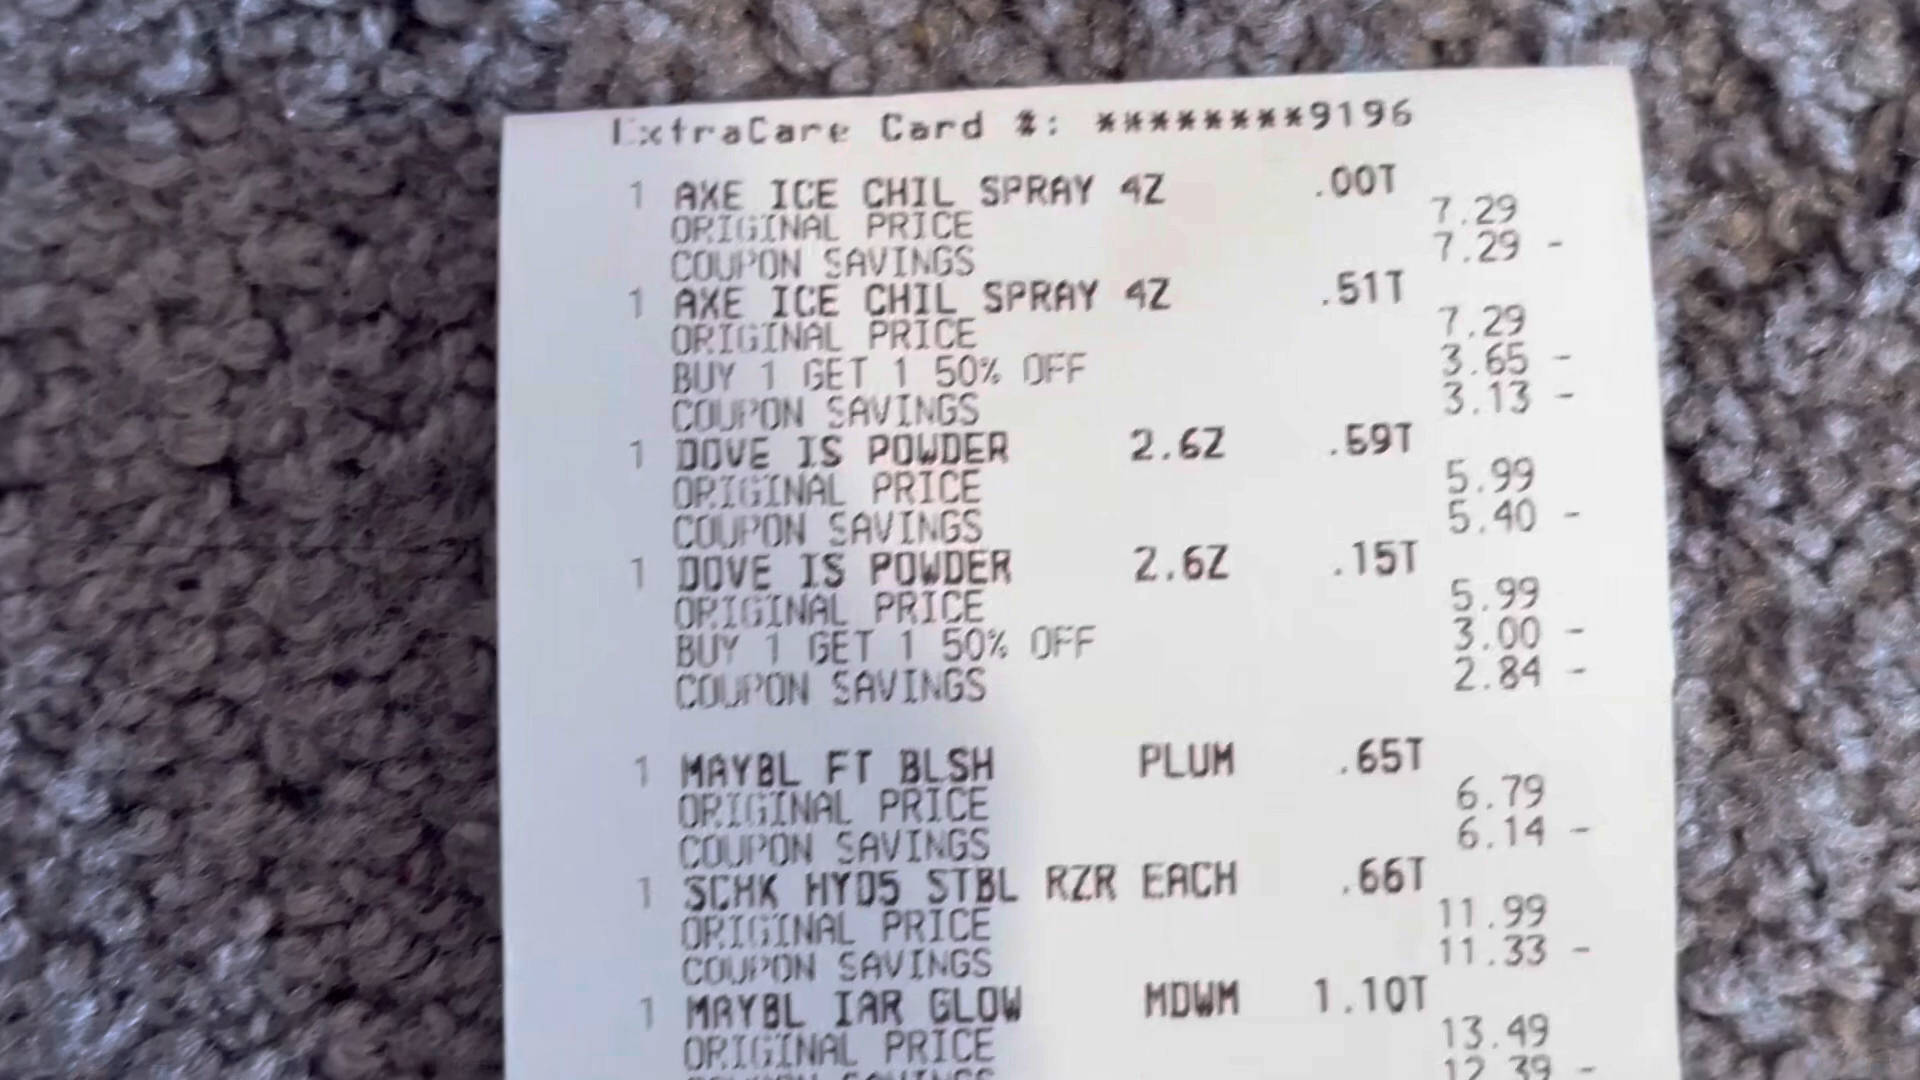 ExtraCare Card #: ********9196
1 AXE ICE CHIL SPRAY 4Z .00T
ORIGINAL PRICE 7.29
COUPON SAVINGS 7.29 -
1 AXE ICE CHIL SPRAY 4Z .51T
ORIGINAL PRICE 7.29
BUY 1 GET 1 50% OFF 3.65 -
COUPON SAVINGS 3.13 -
1 DOVE IS POWDER 2.6Z .59T
ORIGINAL PRICE 5.99
COUPON SAVINGS 5.40 -
1 DOVE IS POWDER 2.6Z .15T
ORIGINAL PRICE 5.99
BUY 1 GET 1 50% OFF 3.00 -
COUPON SAVINGS 2.84 -
1 MAYBL FT BLSH PLUM .65T
ORIGINAL PRICE 6.79
COUPON SAVINGS 6.14 -
1 SCHK HYD5 STBL RZR EACH .66T
ORIGINAL PRICE 11.99
COUPON SAVINGS 11.33 -
1 MAYBL IAR GLOW MDWM 1.10T
ORIGINAL PRICE 13.49
COUPON SAVINGS 12.39 -